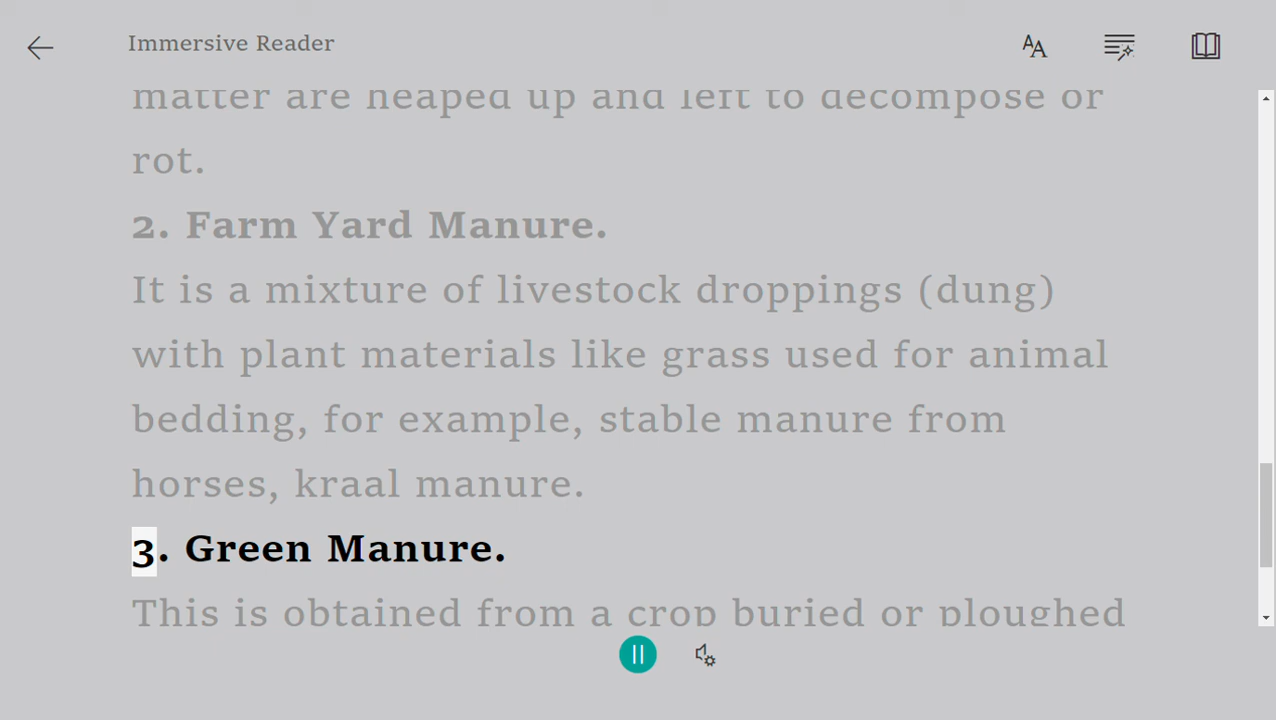 Immersive Reader
matter are heaped up and left to decompose or
rot.
2. Farm Yard Manure.
It is a mixture of livestock droppings (dung)
with plant materials like grass used for animal
bedding, for example, stable manure from
horses, kraal manure.
3. Green Manure.
This is obtained from a crop buried or ploughed